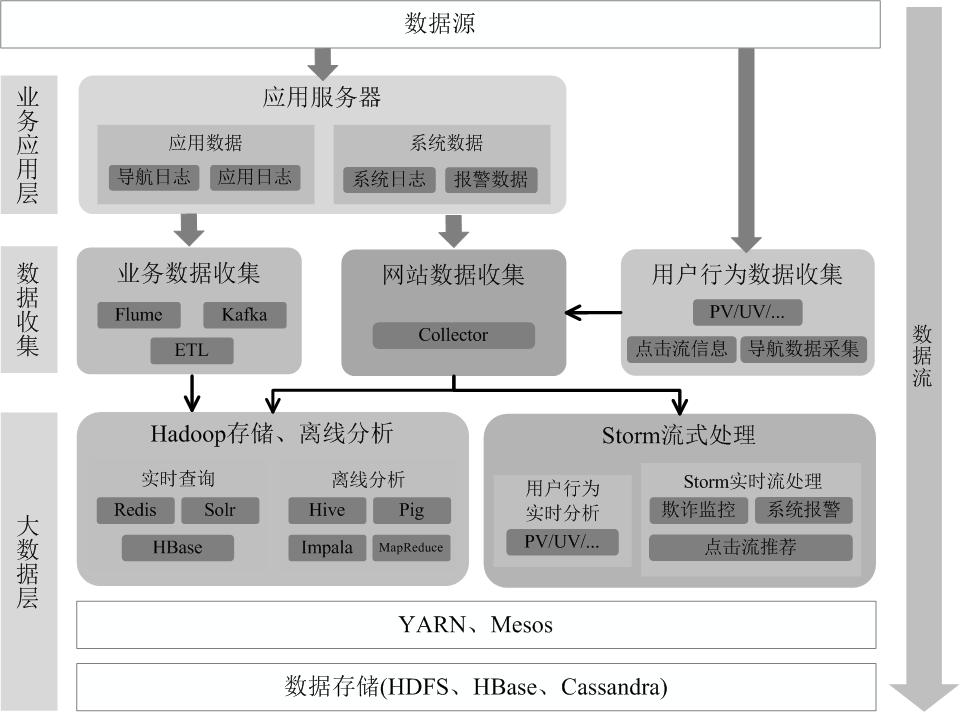 数据源
业务应用层
应用服务器
应用数据
导航日志
应用日志
系统数据
系统日志
报警数据
数据收集
业务数据收集
Flume
Kafka
ETL
网站数据收集
Collector
用户行为数据收集
PV/UV/...
点击流信息
导航数据采集
数据流
大数据层
Hadoop存储、离线分析
实时查询
Redis
Solr
HBase
离线分析
Hive
Pig
Impala
MapReduce
Storm流式处理
用户行为
实时分析
PV/UV/...
Storm实时流处理
欺诈监控
系统报警
点击流推荐
YARN、Mesos
数据存储(HDFS、HBase、Cassandra)